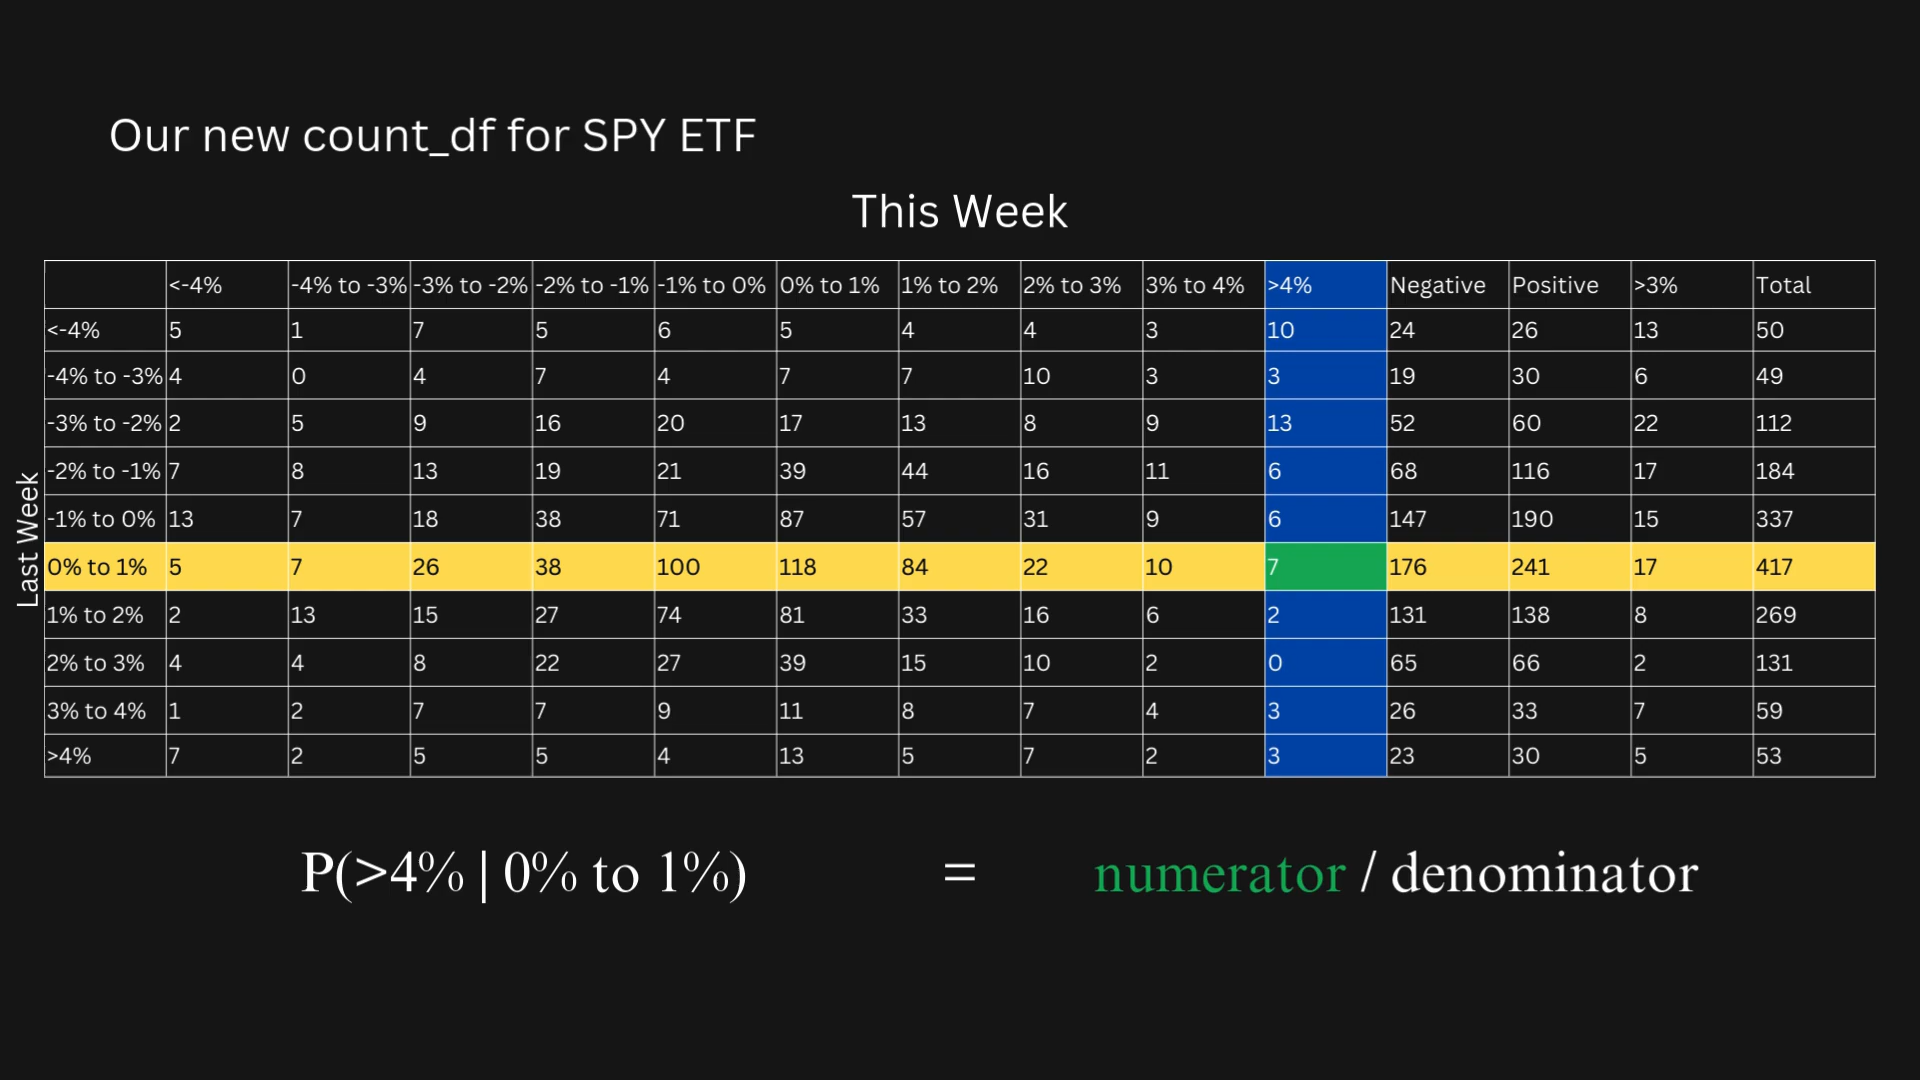 Our new count_df for SPY ETF
This Week
<-4% -4% to -3% -3% to -2% -2% to -1% -1% to 0% 0% to 1% 1% to 2% 2% to 3% 3% to 4% >4% Negative Positive >3% Total
<-4% 5 1 7 5 6 5 4 4 3 10 24 26 13 50
-4% to -3% 4 0 4 7 4 7 7 10 3 3 19 30 6 49
-3% to -2% 2 5 9 16 20 17 13 8 9 13 52 60 22 112
-2% to -1% 7 8 13 19 21 39 44 16 11 6 68 116 17 184
-1% to 0% 13 7 18 38 71 87 57 31 9 6 147 190 15 337
0% to 1% 5 7 26 38 100 118 84 22 10 7 176 241 17 417
1% to 2% 2 13 15 27 74 81 33 16 6 2 131 138 8 269
2% to 3% 4 4 8 22 27 39 15 10 2 0 65 66 2 131
3% to 4% 1 2 7 7 9 11 8 7 4 3 26 33 7 59
>4% 7 2 5 5 4 13 5 7 2 3 23 30 5 53
Last Week
P(>4% | 0% to 1%) = numerator / denominator